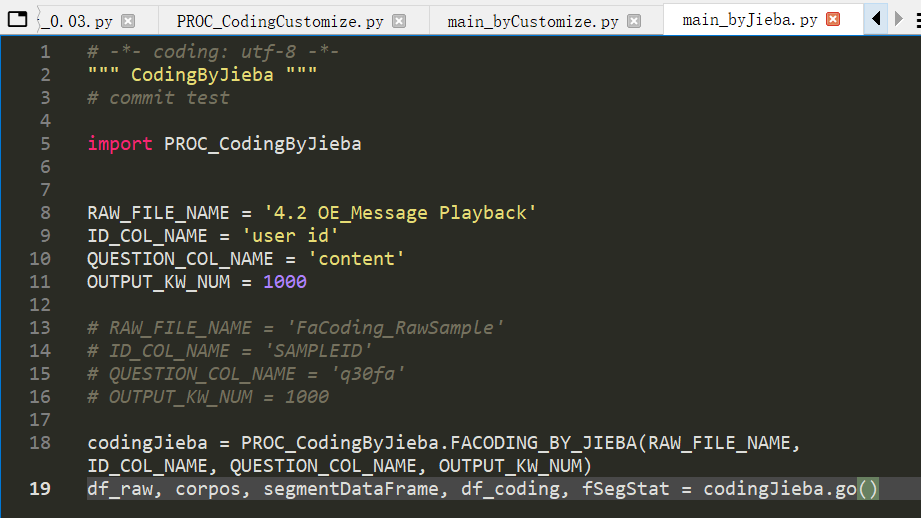 _0.03.py
PROC_CodingCustomize.py
main_byCustomize.py
main_byJieba.py
1 # -*- coding: utf-8 -*-
2 """ CodingByJieba """
3 # commit test
4
5 import PROC_CodingByJieba
6
7
8 RAW_FILE_NAME = '4.2 OE_Message Playback'
9 ID_COL_NAME = 'user id'
10 QUESTION_COL_NAME = 'content'
11 OUTPUT_KW_NUM = 1000
12
13 # RAW_FILE_NAME = 'FaCoding_RawSample'
14 # ID_COL_NAME = 'SAMPLEID'
15 # QUESTION_COL_NAME = 'q30fa'
16 # OUTPUT_KW_NUM = 1000
17
18 codingJieba = PROC_CodingByJieba.FACODING_BY_JIEBA(RAW_FILE_NAME,
ID_COL_NAME, QUESTION_COL_NAME, OUTPUT_KW_NUM)
19 df_raw, corpos, segmentDataFrame, df_coding, fSegStat = codingJieba.go()